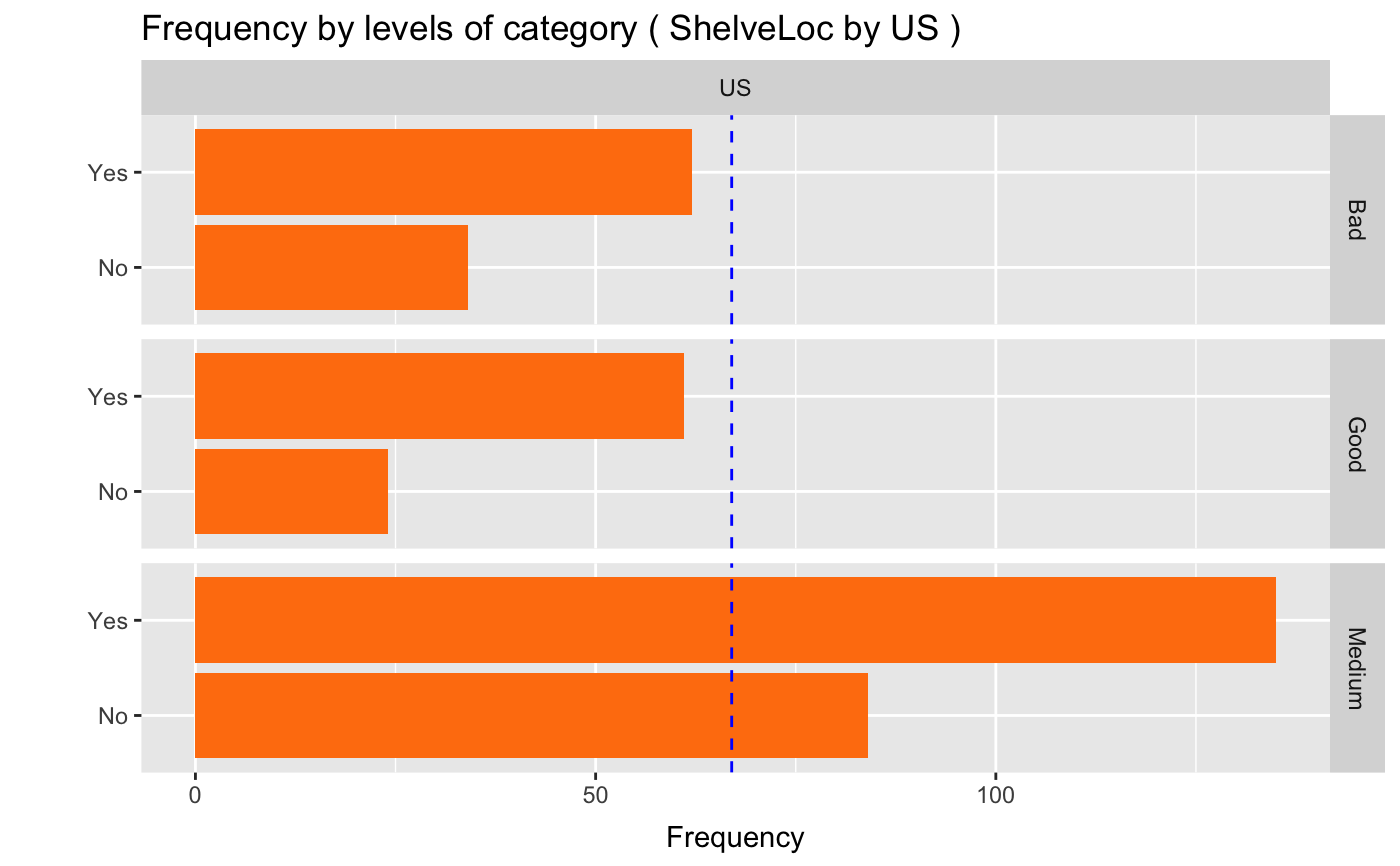 Frequency by levels of category ( ShelveLoc by US )
US
Yes
No
Bad
Yes
No
Good
Yes
No
Medium
0 50 100
Frequency